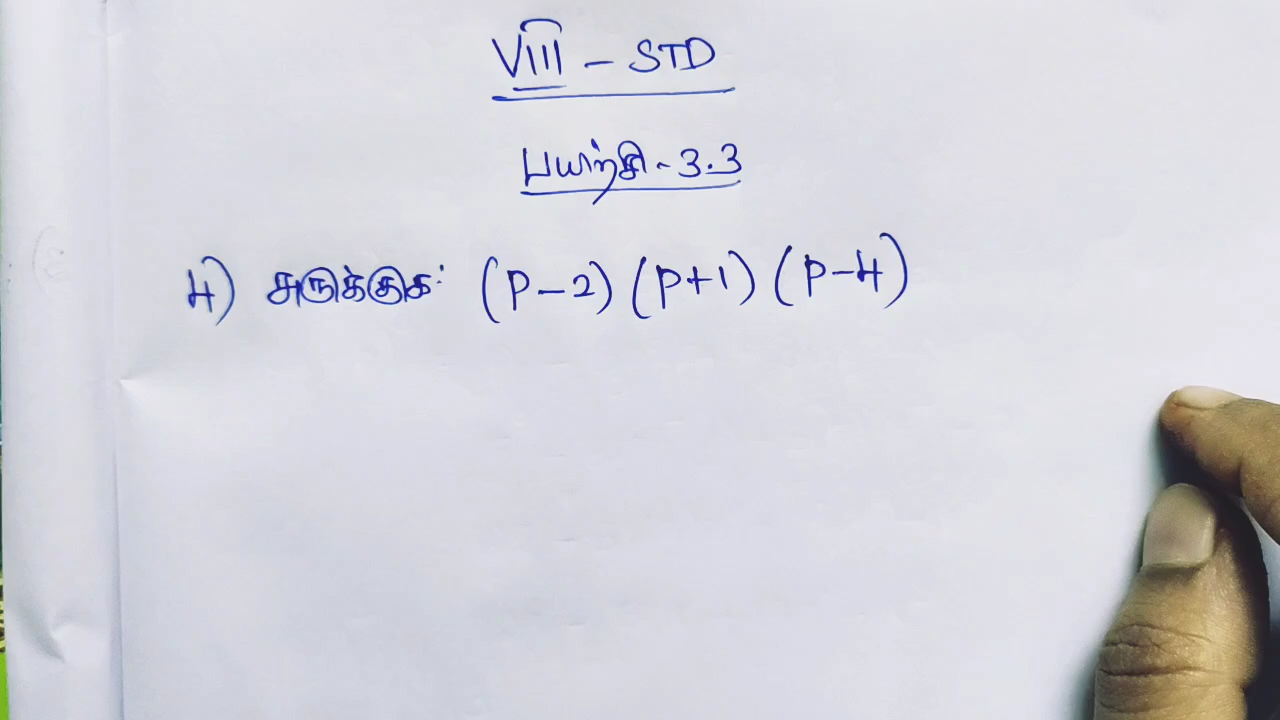 VIII - STD
பயிற்சி - 3.3
4) சுருக்குக: (P-2) (P+1) (P-4)